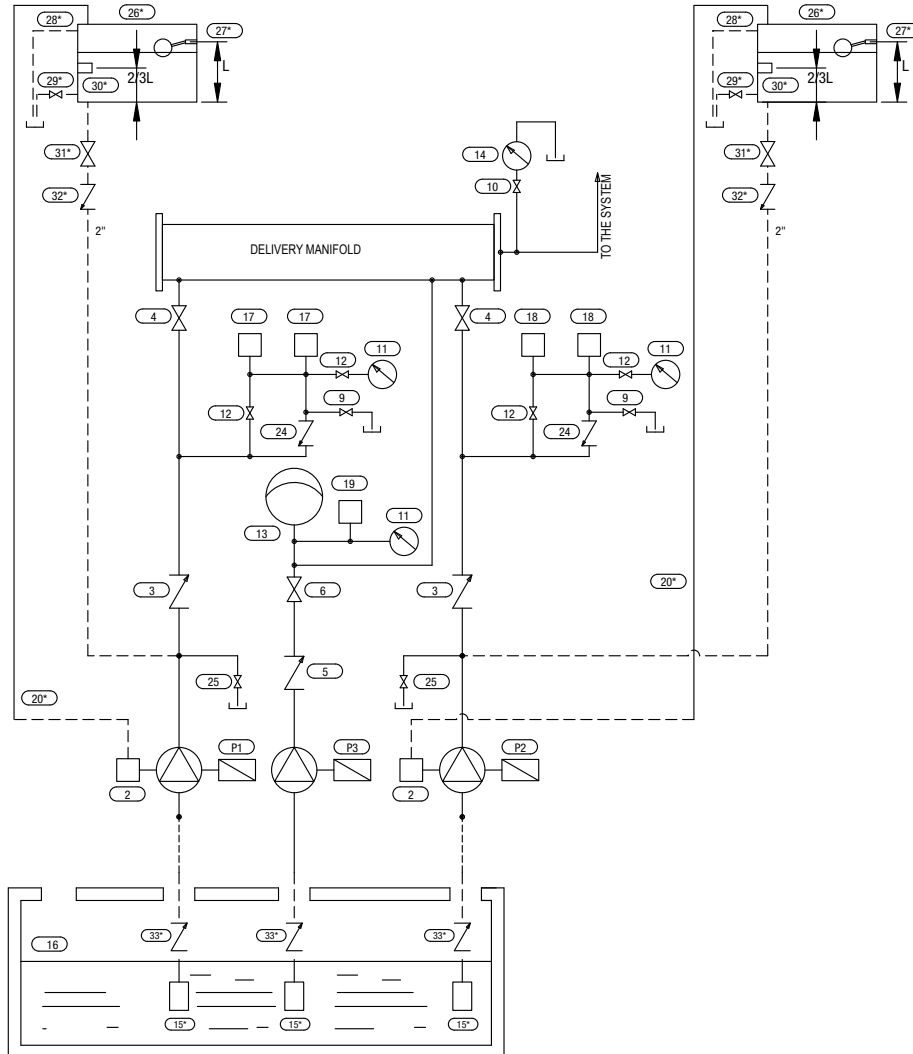 28* 26* 28* 26*
27* 27*
L L
2/3L 2/3L
29* 30* 29* 30*
31* 14 31*
10
32* 32*
TO THE SYSTEM
2" 2"
DELIVERY MANIFOLD
4 17 17 4 18 18
12 11 12 11
9 9
12 24 12 24
19
13 11
3 6 3 20*
5
25 25
20*
P1 P3 P2
2 2
16 33* 33* 33*
15* 15* 15*